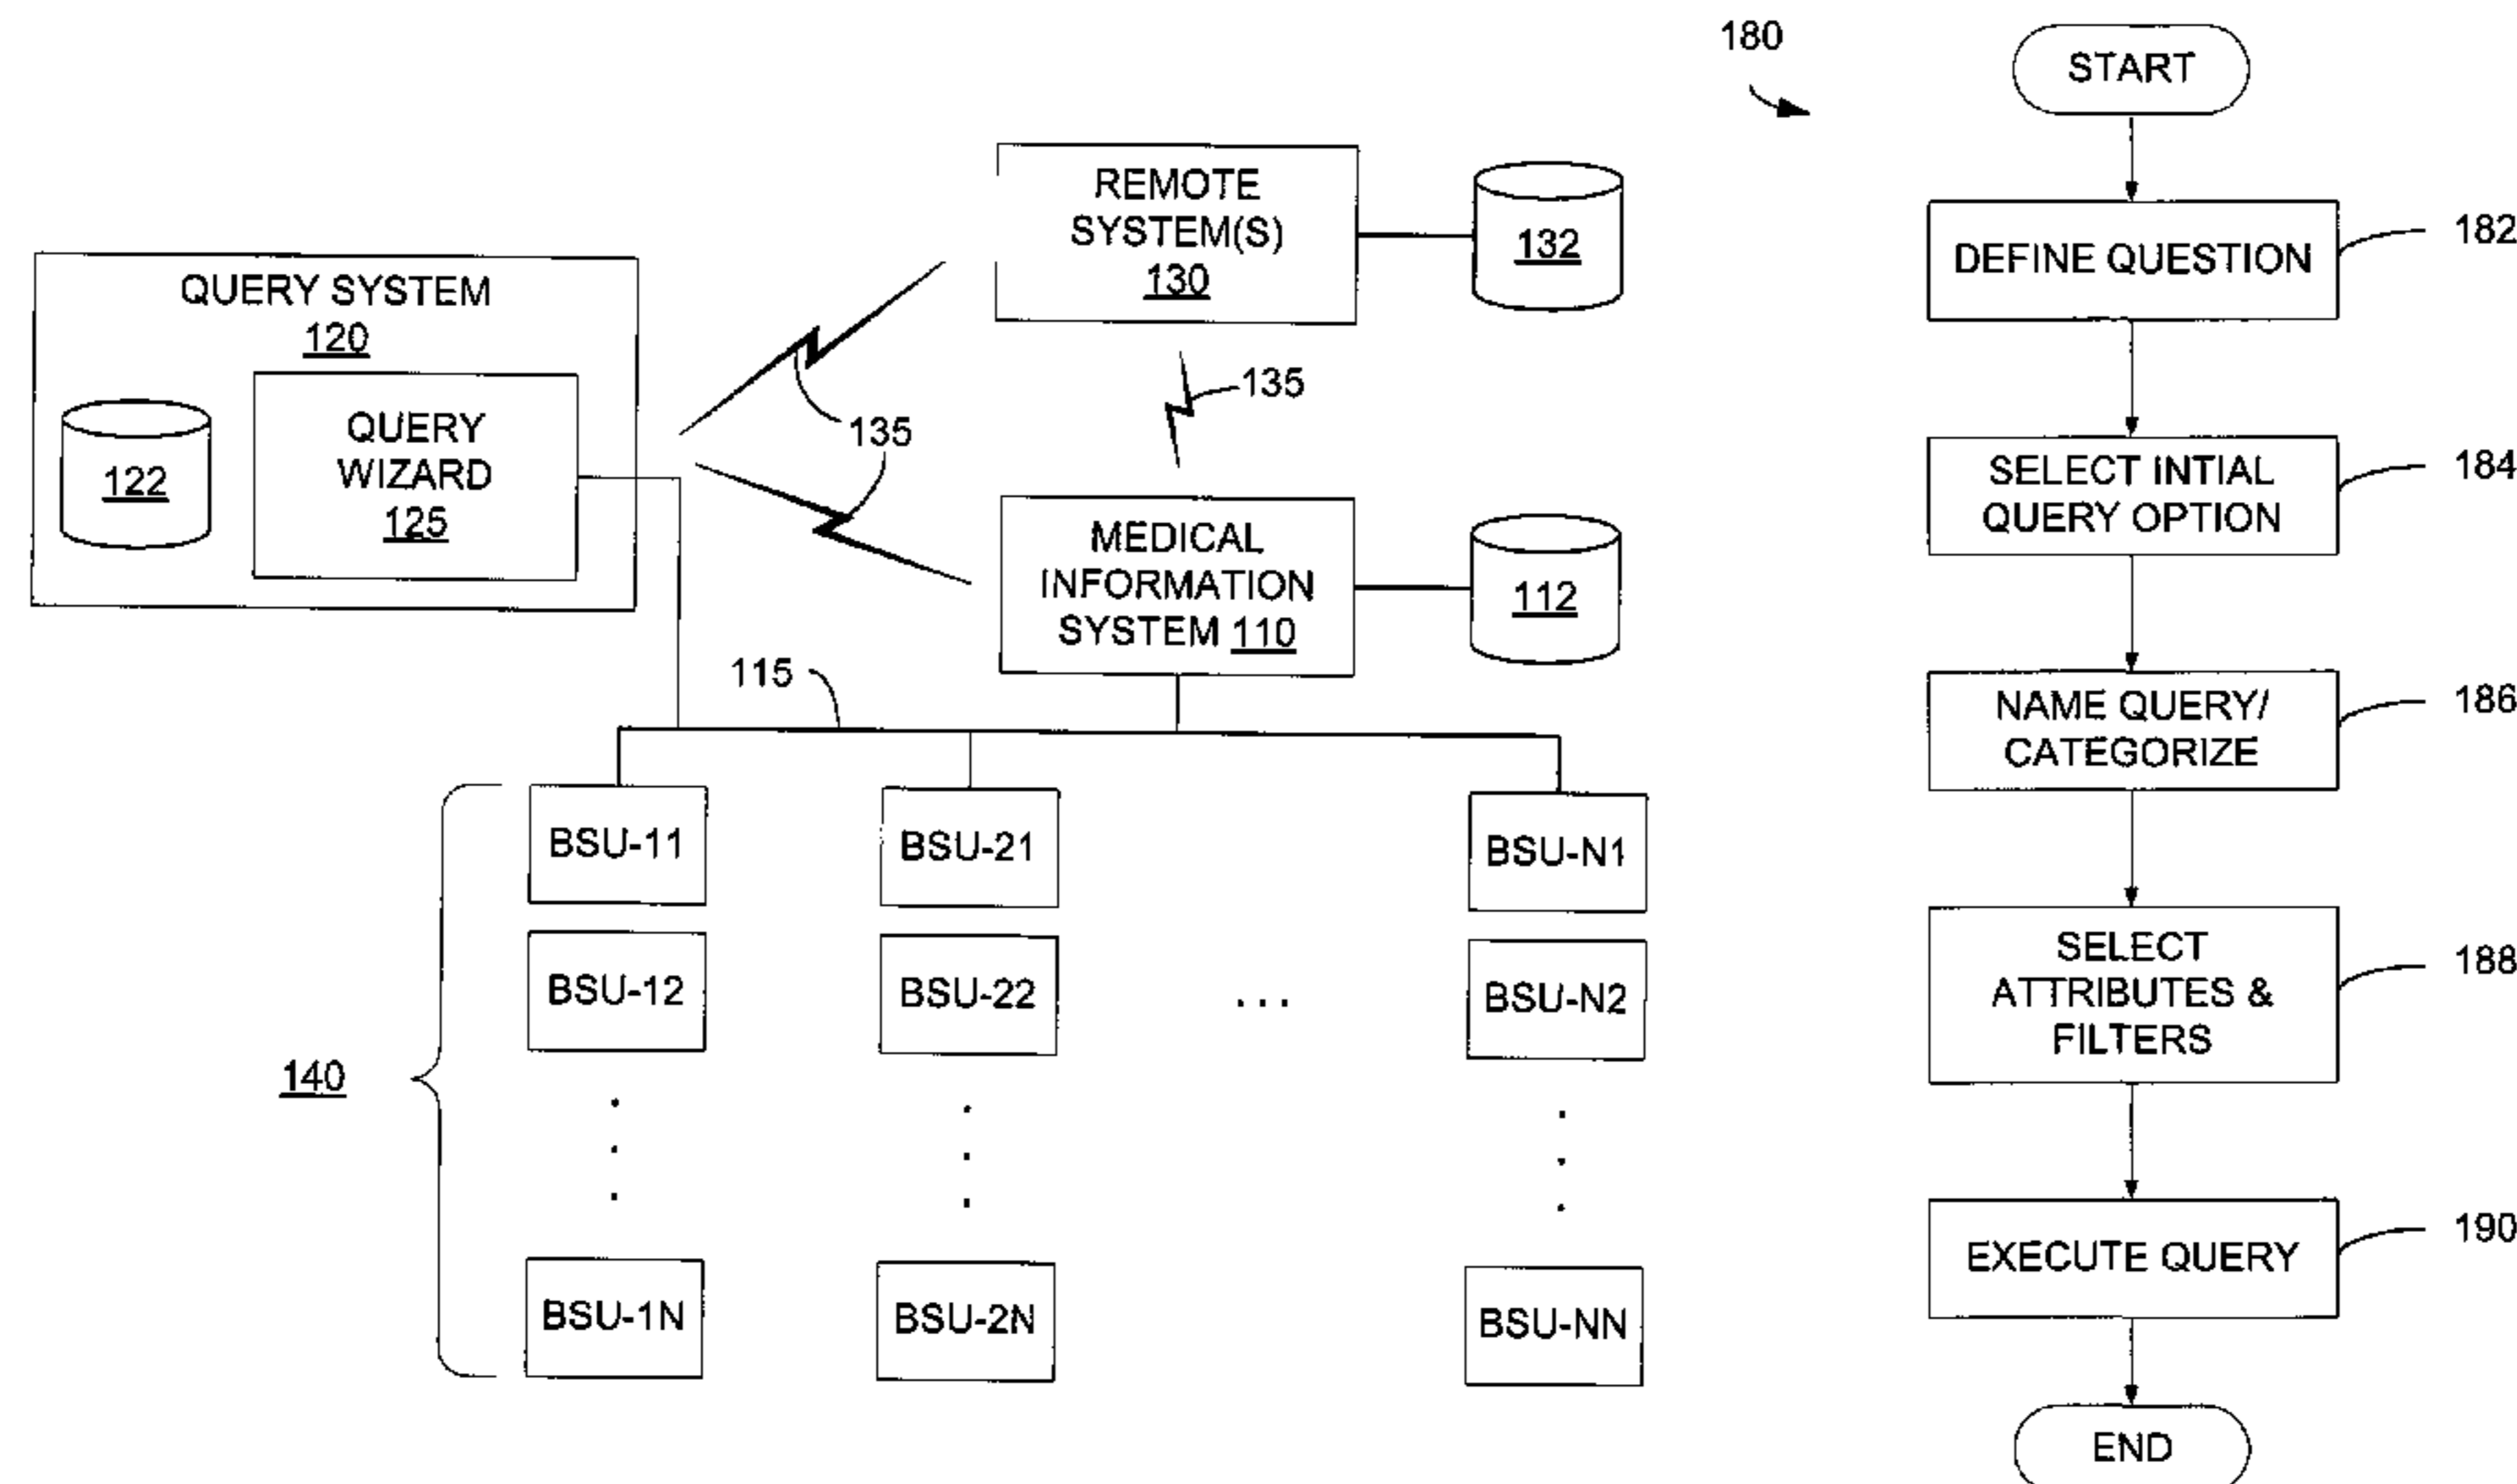 QUERY SYSTEM
120
122
QUERY
WIZARD
125
REMOTE
SYSTEM(S)
130
132
135
135
MEDICAL
INFORMATION
SYSTEM 110
112
115
140
BSU-11
BSU-21
BSU-N1
BSU-12
BSU-22
...
BSU-N2
BSU-1N
BSU-2N
BSU-NN
180
START
DEFINE QUESTION
182
SELECT INTIAL
QUERY OPTION
184
NAME QUERY/
CATEGORIZE
186
SELECT
ATTRIBUTES &
FILTERS
188
EXECUTE QUERY
190
END